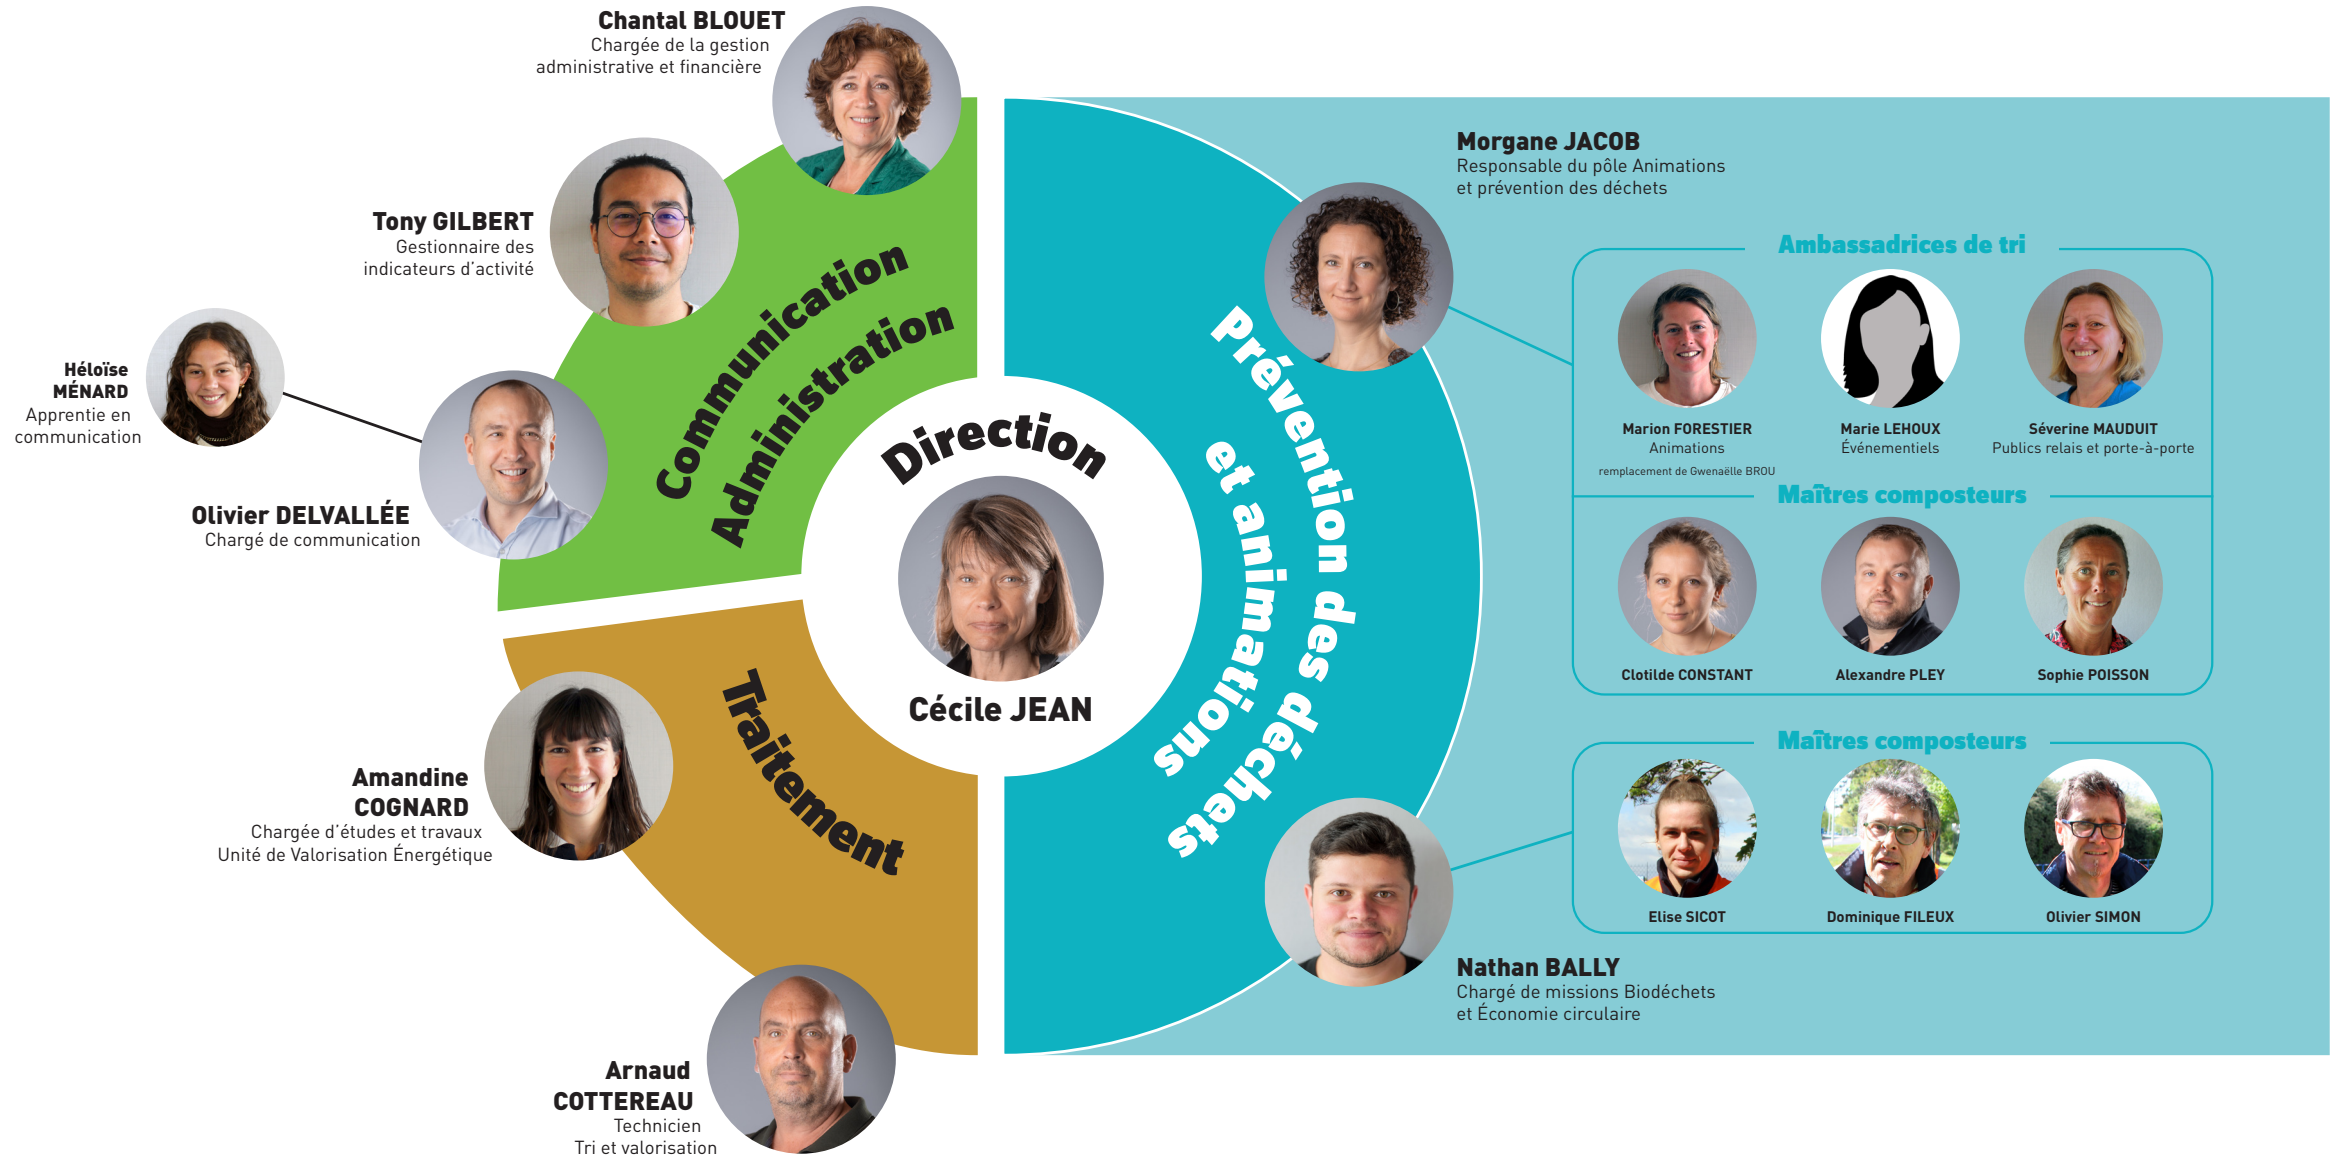 Chantal BLOUET
Chargée de la gestion
administrative et financière
Tony GILBERT
Gestionnaire des
indicateurs d'activité
Héloïse
MÉNARD
Apprentie en
communication
Olivier DELVALLÉE
Chargé de communication
Communication
Administration
Direction
Cécile JEAN
Traitement
Amandine
COGNARD
Chargée d'études et travaux
Unité de Valorisation Énergétique
Arnaud
COTTEREAU
Technicien
Tri et valorisation
Prévention des déchets
et animations
Morgane JACOB
Responsable du pôle Animations
et prévention des déchets
Ambassadrices de tri
Marion FORESTIER
Animations
remplacement de Gwenaëlle BROU
Marie LEHOUX
Événementiels
Séverine MAUDUIT
Publics relais et porte-à-porte
Maîtres composteurs
Clotilde CONSTANT
Alexandre PLEY
Sophie POISSON
Maîtres composteurs
Elise SICOT
Dominique FILEUX
Olivier SIMON
Nathan BALLY
Chargé de missions Biodéchets
et Économie circulaire